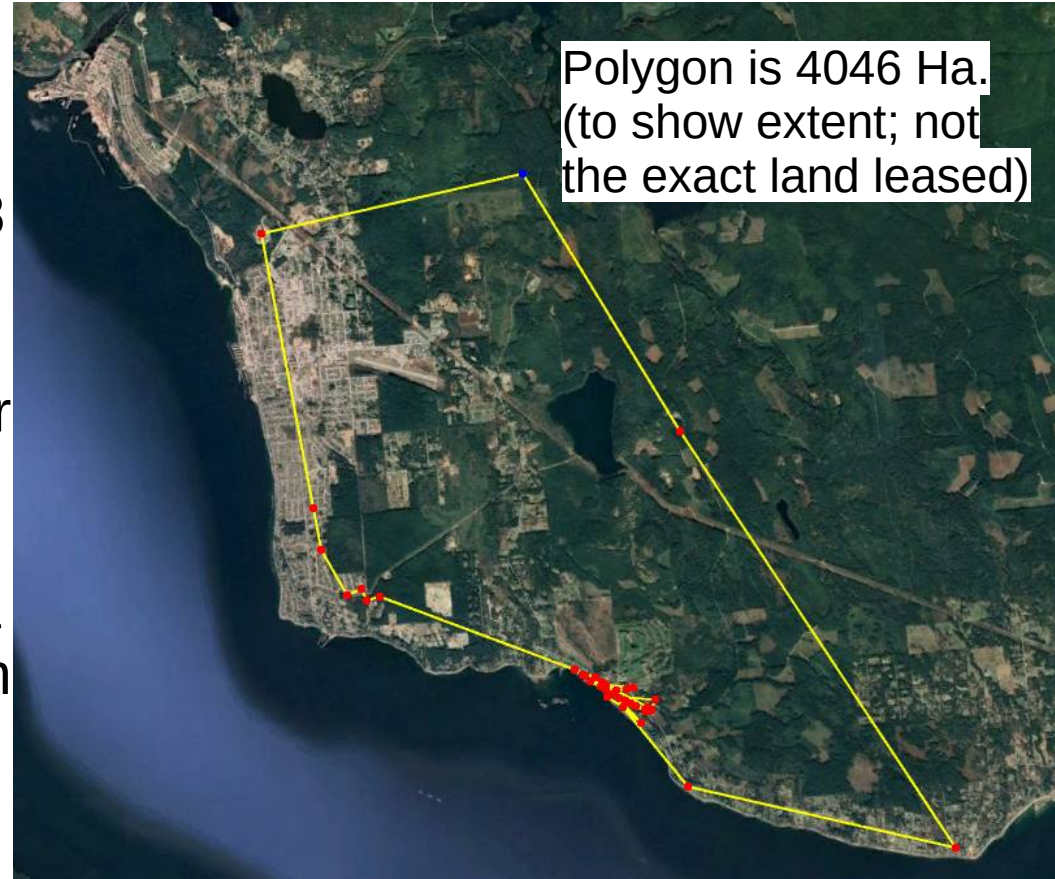 Polygon is 4046 Ha.
(to show extent; not
the exact land leased)